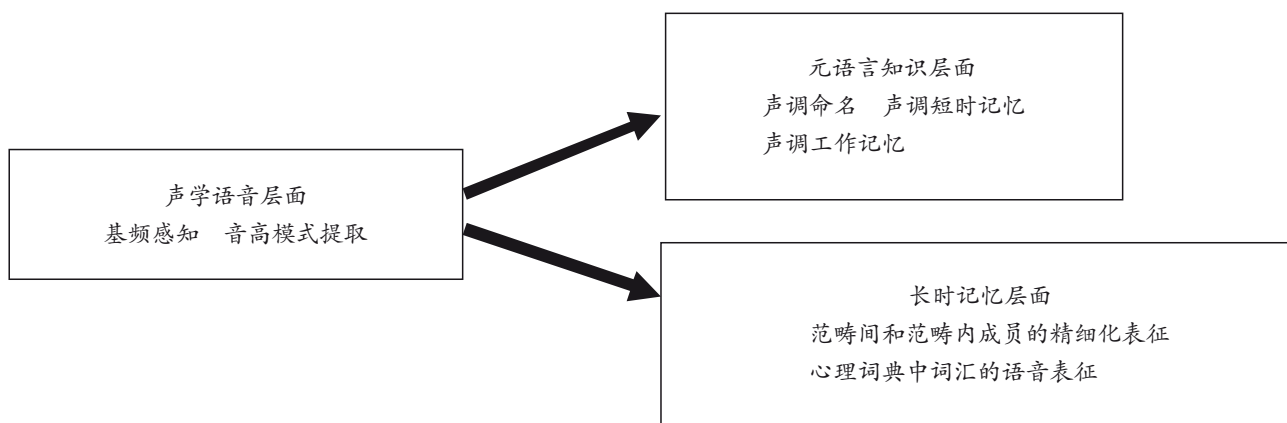 声学语音层面
基频感知　音高模式提取
元语言知识层面
声调命名　声调短时记忆
声调工作记忆
长时记忆层面
范畴间和范畴内成员的精细化表征
心理词典中词汇的语音表征